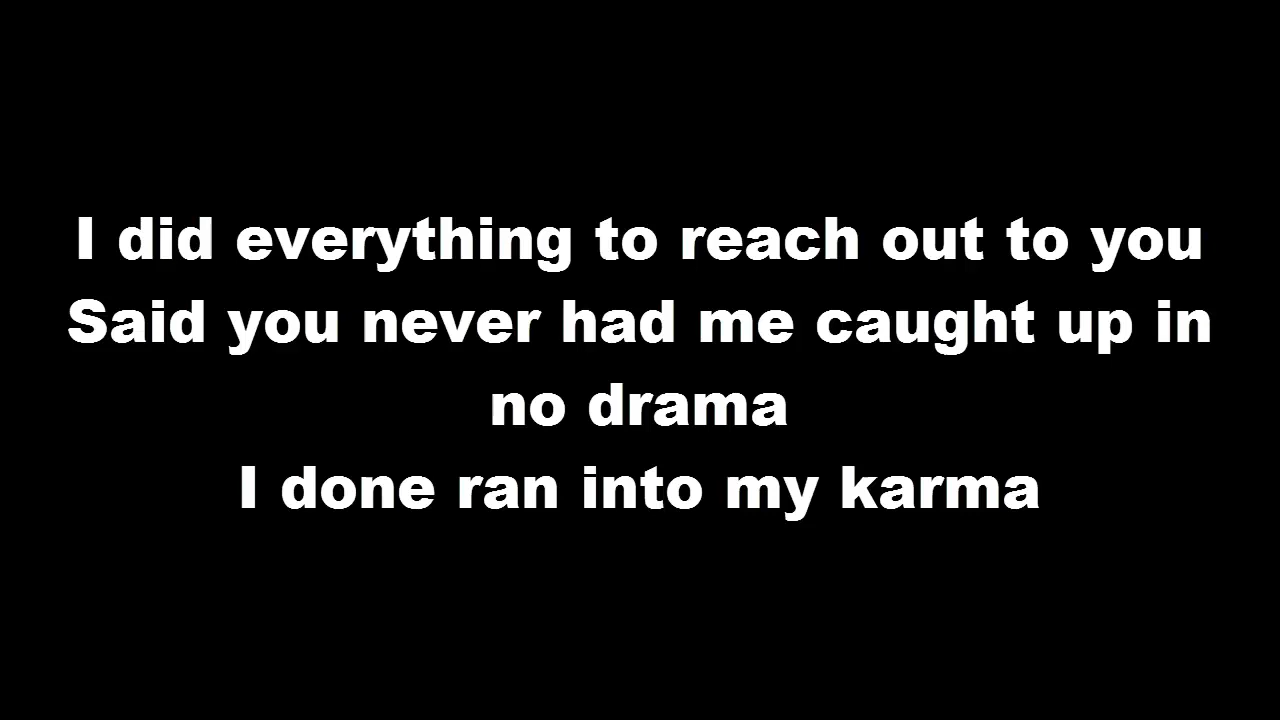 I did everything to reach out to you
Said you never had me caught up in
no drama
I done ran into my karma